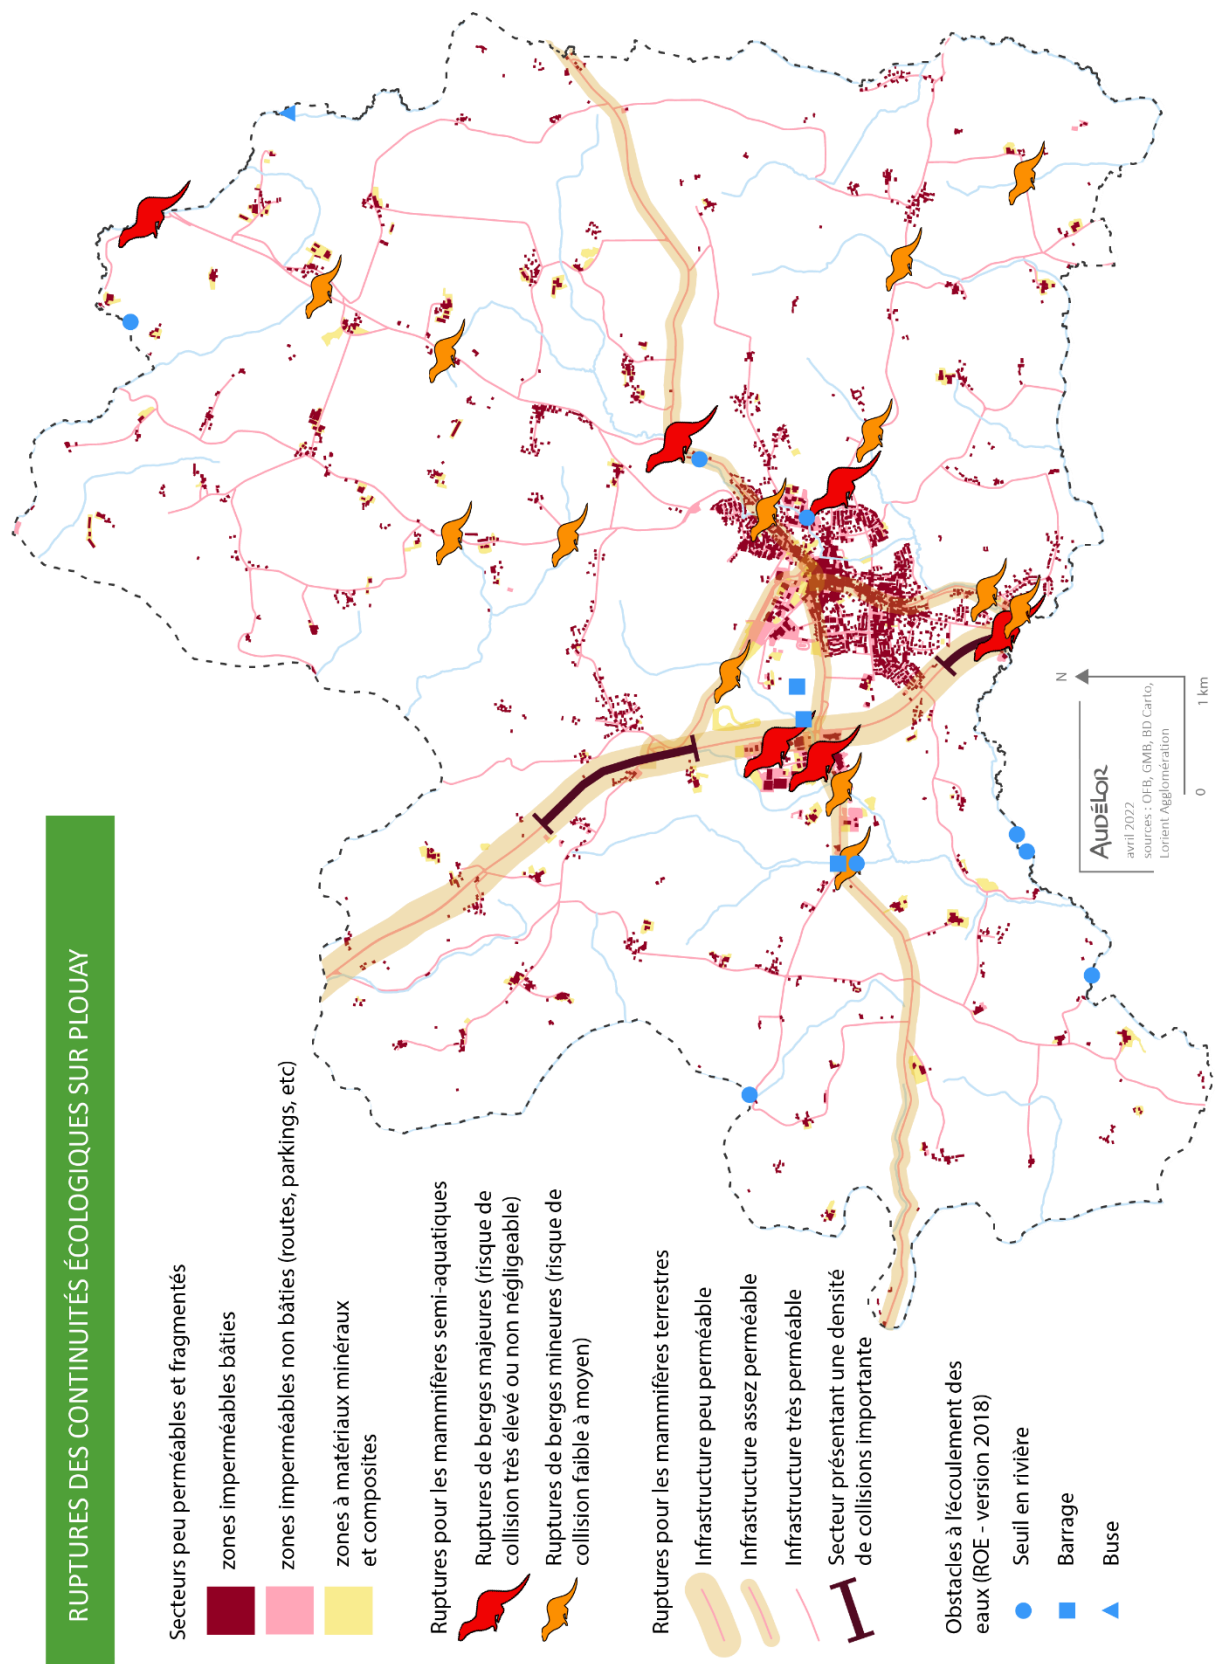 RUPTURES DES CONTINUITÉS ÉCOLOGIQUES SUR PLOUAY
Secteurs peu perméables et fragmentés
zones imperméables bâties
zones imperméables non bâties (routes, parkings, etc)
zones à matériaux minéraux
et composites
Ruptures pour les mammifères semi-aquatiques
Ruptures de berges majeures (risque de
collision très élevé ou non négligeable)
Ruptures de berges mineures (risque de
collision faible à moyen)
Ruptures pour les mammifères terrestres
Infrastructure peu perméable
Infrastructure assez perméable
Infrastructure très perméable
Secteur présentant une densité
de collisions importante
Obstacles à l'écoulement des
eaux (ROE - version 2018)
Seuil en rivière
Barrage
Buse
AUDÉLOR
avril 2022
sources : OFB, GMB, BD Carto,
Lorient Agglomération
N
0 1 km